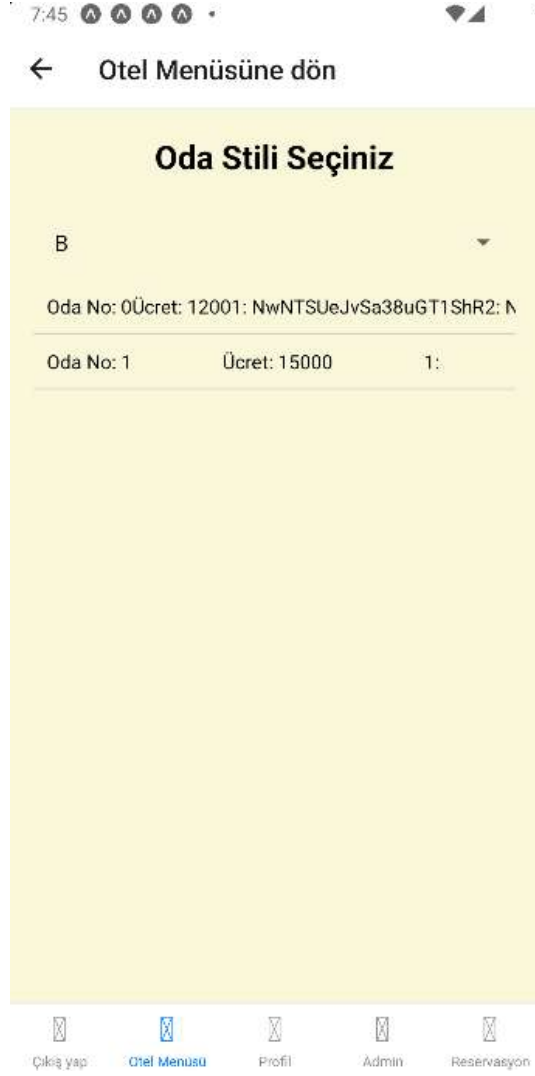 7:45
Otel Menüsüne dön
Oda Stili Seçiniz
B
Oda No: 0Ücret: 12001: NwNTSUeJvSa38uGT1ShR2: N
Oda No: 1 Ücret: 15000 1:
Çıkış yap Otel Menüsü Profil Admin Reservasyon